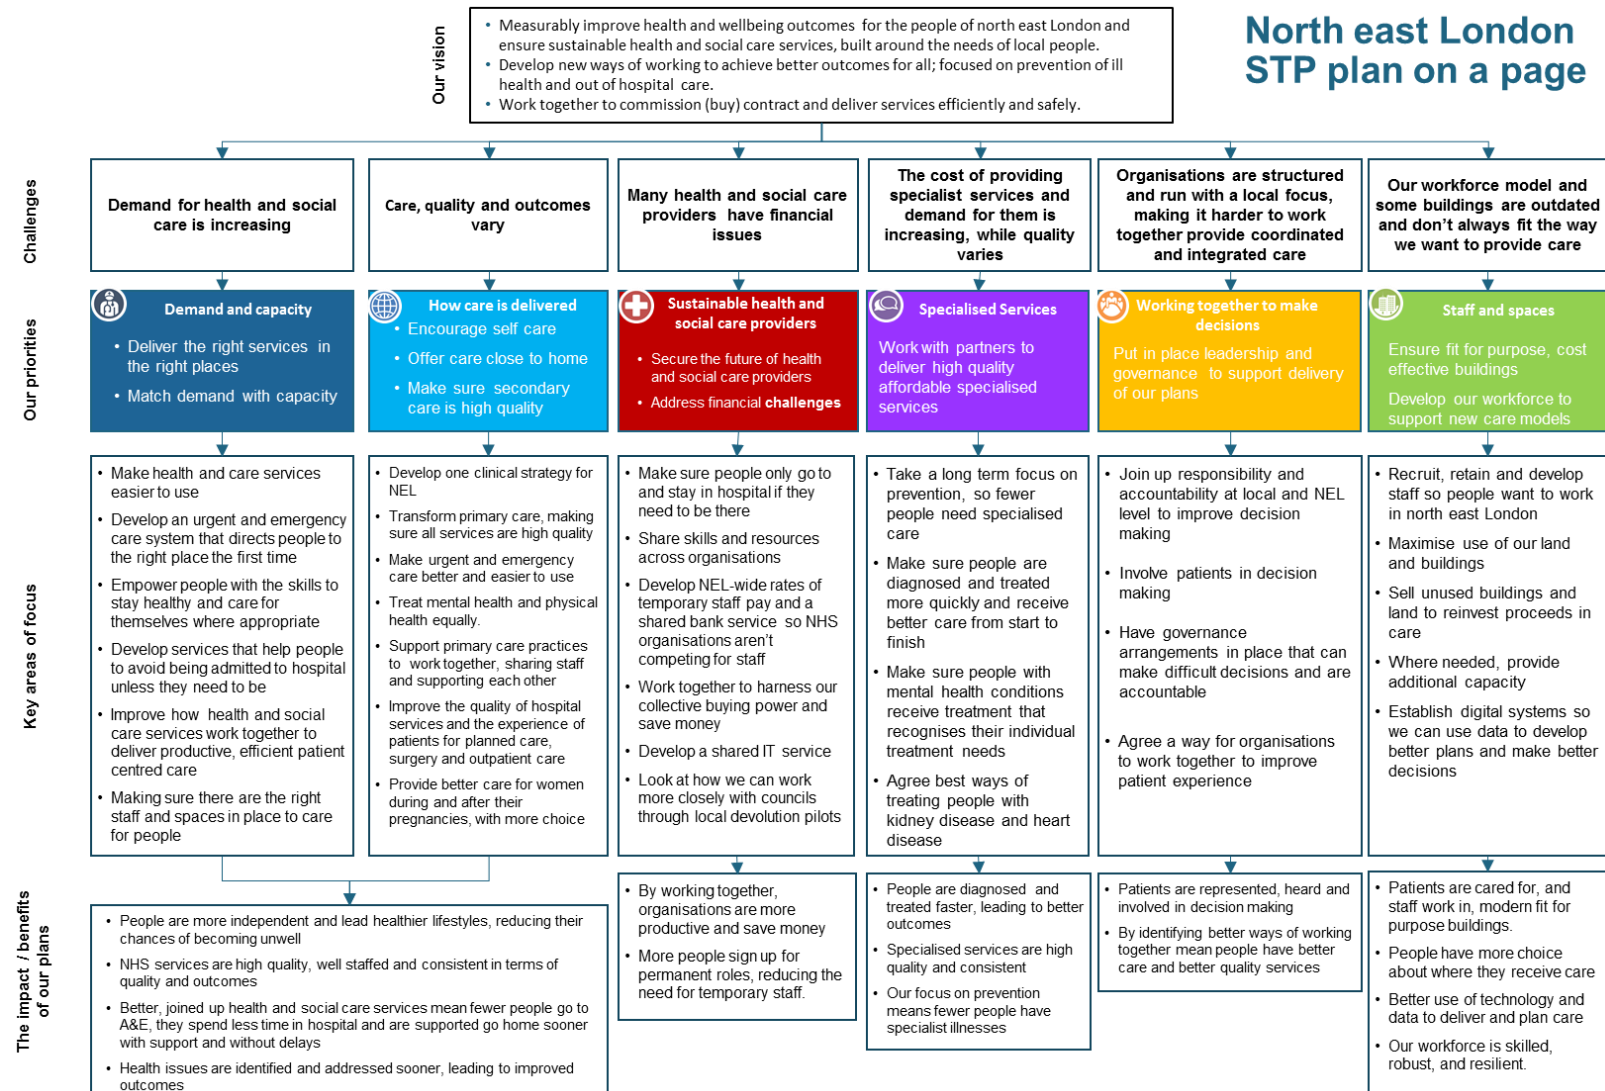 North east London
STP plan on a page
Our vision
• Measurably improve health and wellbeing outcomes for the people of north east London and
ensure sustainable health and social care services, built around the needs of local people.
• Develop new ways of working to achieve better outcomes for all; focused on prevention of ill
health and out of hospital care.
• Work together to commission (buy) contract and deliver services efficiently and safely.
Challenges
Demand for health and social
care is increasing
Care, quality and outcomes
vary
Many health and social care
providers have financial
issues
The cost of providing
specialist services and
demand for them is
increasing, while quality
varies
Organisations are structured
and run with a local focus,
making it harder to work
together provide coordinated
and integrated care
Our workforce model and
some buildings are outdated
and don't always fit the way
we want to provide care
Our priorities
Demand and capacity
• Deliver the right services in
the right places
• Match demand with capacity
How care is delivered
• Encourage self care
• Offer care close to home
• Make sure secondary
care is high quality
Sustainable health and
social care providers
• Secure the future of health
and social care providers
• Address financial challenges
Specialised Services
Work with partners to
deliver high quality
affordable specialised
services
Working together to make
decisions
Put in place leadership and
governance to support delivery
of our plans
Staff and spaces
Ensure fit for purpose, cost
effective buildings
Develop our workforce to
support new care models
Key areas of focus
• Make health and care services
easier to use
• Develop an urgent and emergency
care system that directs people to
the right place the first time
• Empower people with the skills to
stay healthy and care for
themselves where appropriate
• Develop services that help people
to avoid being admitted to hospital
unless they need to be
• Improve how health and social
care services work together to
deliver productive, efficient patient
centred care
• Making sure there are the right
staff and spaces in place to care
for people
• Develop one clinical strategy for
NEL
• Transform primary care, making
sure all services are high quality
• Make urgent and emergency
care better and easier to use
• Treat mental health and physical
health equally.
• Support primary care practices
to work together, sharing staff
and supporting each other
• Improve the quality of hospital
services and the experience of
patients for planned care,
surgery and outpatient care
• Provide better care for women
during and after their
pregnancies, with more choice
• Make sure people only go to
and stay in hospital if they
need to be there
• Share skills and resources
across organisations
• Develop NEL-wide rates of
temporary staff pay and a
shared bank service so NHS
organisations aren't
competing for staff
• Work together to harness our
collective buying power and
save money
• Develop a shared IT service
• Look at how we can work
more closely with councils
through local devolution pilots
• Take a long term focus on
prevention, so fewer
people need specialised
care
• Make sure people are
diagnosed and treated
more quickly and receive
better care from start to
finish
• Make sure people with
mental health conditions
receive treatment that
recognises their individual
treatment needs
• Agree best ways of
treating people with
kidney disease and heart
disease
• Join up responsibility and
accountability at local and NEL
level to improve decision
making
• Involve patients in decision
making
• Have governance
arrangements in place that can
make difficult decisions and are
accountable
• Agree a way for organisations
to work together to improve
patient experience
• Recruit, retain and develop
staff so people want to work
in north east London
• Maximise use of our land
and buildings
• Sell unused buildings and
land to reinvest proceeds in
care
• Where needed, provide
additional capacity
• Establish digital systems so
we can use data to develop
better plans and make better
decisions
The impact / benefits
of our plans
• People are more independent and lead healthier lifestyles, reducing their
chances of becoming unwell
• NHS services are high quality, well staffed and consistent in terms of
quality and outcomes
• Better, joined up health and social care services mean fewer people go to
A&E, they spend less time in hospital and are supported go home sooner
with support and without delays
• Health issues are identified and addressed sooner, leading to improved
outcomes
• By working together,
organisations are more
productive and save money
• More people sign up for
permanent roles, reducing the
need for temporary staff.
• People are diagnosed and
treated faster, leading to better
outcomes
• Specialised services are high
quality and consistent
• Our focus on prevention
means fewer people have
specialist illnesses
• Patients are represented, heard and
involved in decision making
• By identifying better ways of working
together mean people have better
care and better quality services
• Patients are cared for, and
staff work in, modern fit for
purpose buildings.
• People have more choice
about where they receive care
• Better use of technology and
data to deliver and plan care
• Our workforce is skilled,
robust, and resilient.